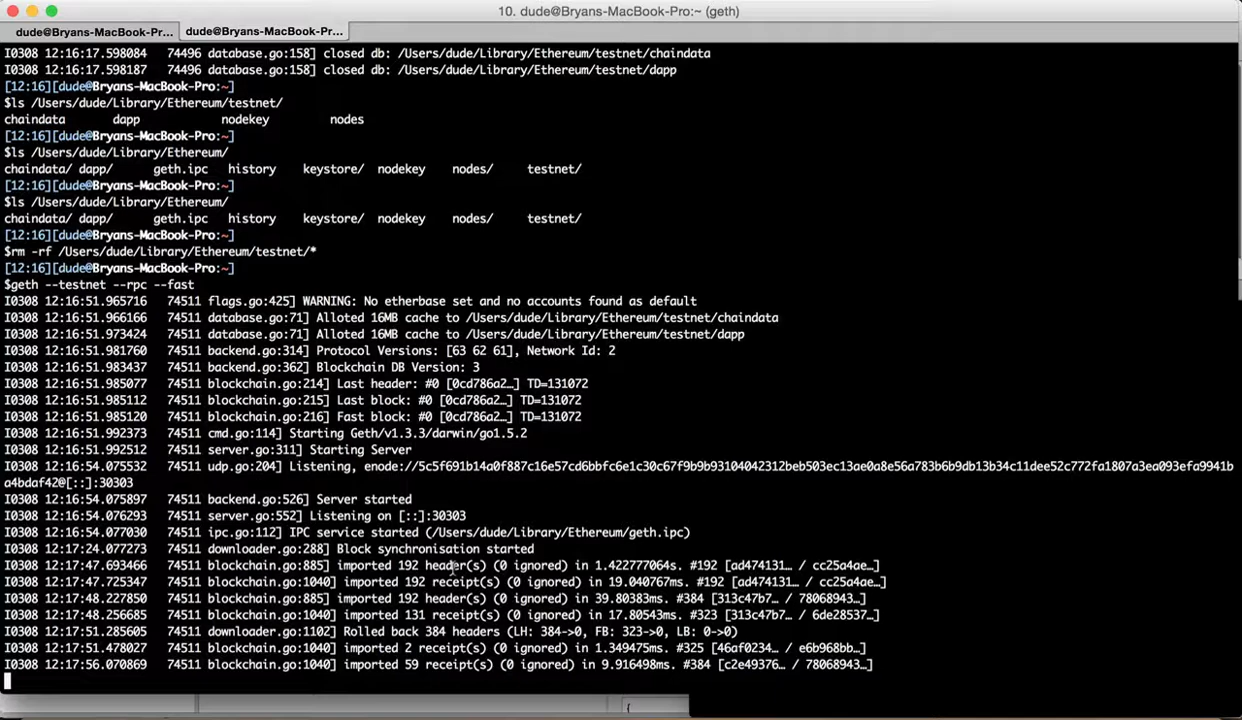 10. dude@Bryans-MacBook-Pro:~ (geth)
dude@Bryans-MacBook-Pr... dude@Bryans-MacBook-Pr...
I0308 12:16:17.598084 74496 database.go:158] closed db: /Users/dude/Library/Ethereum/testnet/chaindata
I0308 12:16:17.598187 74496 database.go:158] closed db: /Users/dude/Library/Ethereum/testnet/dapp
[12:16][dude@Bryans-MacBook-Pro:~]
$ls /Users/dude/Library/Ethereum/testnet/
chaindata dapp nodekey nodes
[12:16][dude@Bryans-MacBook-Pro:~]
$ls /Users/dude/Library/Ethereum/
chaindata/ dapp/ geth.ipc history keystore/ nodekey nodes/ testnet/
[12:16][dude@Bryans-MacBook-Pro:~]
$ls /Users/dude/Library/Ethereum/
chaindata/ dapp/ geth.ipc history keystore/ nodekey nodes/ testnet/
[12:16][dude@Bryans-MacBook-Pro:~]
$rm -rf /Users/dude/Library/Ethereum/testnet/*
[12:16][dude@Bryans-MacBook-Pro:~]
$geth --testnet --rpc --fast
I0308 12:16:51.965716 74511 flags.go:425] WARNING: No etherbase set and no accounts found as default
I0308 12:16:51.966166 74511 database.go:71] Alloted 16MB cache to /Users/dude/Library/Ethereum/testnet/chaindata
I0308 12:16:51.973424 74511 database.go:71] Alloted 16MB cache to /Users/dude/Library/Ethereum/testnet/dapp
I0308 12:16:51.981760 74511 backend.go:314] Protocol Versions: [63 62 61], Network Id: 2
I0308 12:16:51.983437 74511 backend.go:362] Blockchain DB Version: 3
I0308 12:16:51.985077 74511 blockchain.go:214] Last header: #0 [0cd786a2…] TD=131072
I0308 12:16:51.985112 74511 blockchain.go:215] Last block: #0 [0cd786a2…] TD=131072
I0308 12:16:51.985120 74511 blockchain.go:216] Fast block: #0 [0cd786a2…] TD=131072
I0308 12:16:51.992373 74511 cmd.go:114] Starting Geth/v1.3.3/darwin/go1.5.2
I0308 12:16:51.992512 74511 server.go:311] Starting Server
I0308 12:16:54.075532 74511 udp.go:204] Listening, enode://5c5f691b14a0f887c16e57cd6bbfc6e1c30c67f9b9b93104042312beb503ec13ae0a8e56a783b6b9db13b34c11dee52c772fa1807a3ea093efa9941b
a4bdaf42@[::]:30303
I0308 12:16:54.075897 74511 backend.go:526] Server started
I0308 12:16:54.076293 74511 server.go:552] Listening on [::]:30303
I0308 12:16:54.077030 74511 ipc.go:112] IPC service started (/Users/dude/Library/Ethereum/geth.ipc)
I0308 12:17:24.077273 74511 downloader.go:288] Block synchronisation started
I0308 12:17:47.693466 74511 blockchain.go:885] imported 192 header(s) (0 ignored) in 1.422777064s. #192 [ad474131… / cc25a4ae…]
I0308 12:17:47.725347 74511 blockchain.go:1040] imported 192 receipt(s) (0 ignored) in 19.040767ms. #192 [ad474131… / cc25a4ae…]
I0308 12:17:48.227850 74511 blockchain.go:885] imported 192 header(s) (0 ignored) in 39.80383ms. #384 [313c47b7… / 78068943…]
I0308 12:17:48.256685 74511 blockchain.go:1040] imported 131 receipt(s) (0 ignored) in 17.80543ms. #323 [313c47b7… / 6de28537…]
I0308 12:17:51.285605 74511 downloader.go:1102] Rolled back 384 headers (LH: 384->0, FB: 323->0, LB: 0->0)
I0308 12:17:51.478027 74511 blockchain.go:1040] imported 2 receipt(s) (0 ignored) in 1.349475ms. #325 [46af0234… / e6b968bb…]
I0308 12:17:56.070869 74511 blockchain.go:1040] imported 59 receipt(s) (0 ignored) in 9.916498ms. #384 [c2e49376… / 78068943…]
{